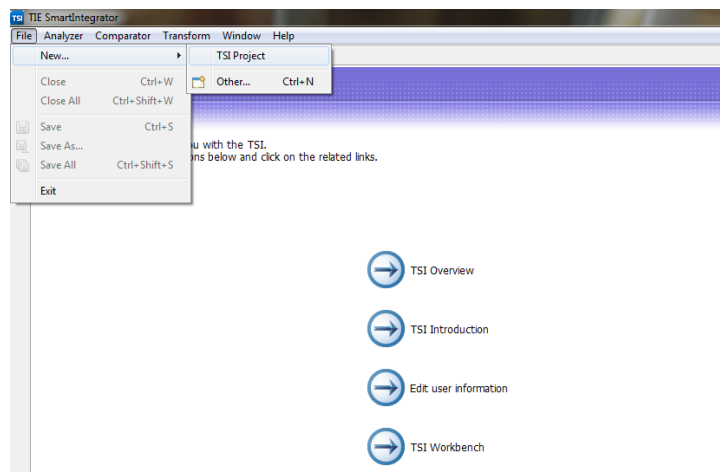 TSI TIE SmartIntegrator
File Analyzer Comparator Transform Window Help
New...
TSI Project
Close Ctrl+W
Other... Ctrl+N
Close All Ctrl+Shift+W
Save Ctrl+S
u with the TSI.
Save As...
ons below and click on the related links.
Save All Ctrl+Shift+S
Exit
TSI Overview
TSI Introduction
Edit user information
TSI Workbench